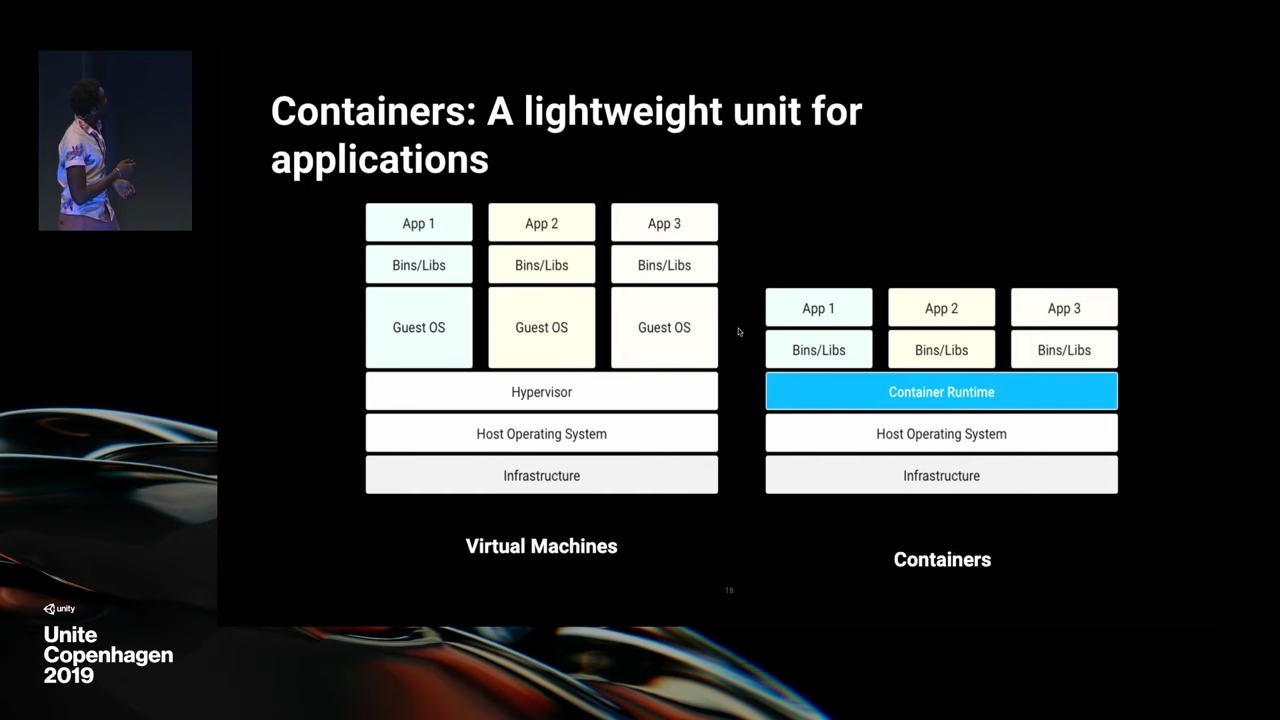 Containers: A lightweight unit for
applications
App 1
App 2
App 3
Bins/Libs
Bins/Libs
Bins/Libs
Guest OS
Guest OS
Guest OS
Hypervisor
Host Operating System
Infrastructure
Virtual Machines
App 1
App 2
App 3
Bins/Libs
Bins/Libs
Bins/Libs
Container Runtime
Host Operating System
Infrastructure
Containers
18
unity
Unite
Copenhagen
2019